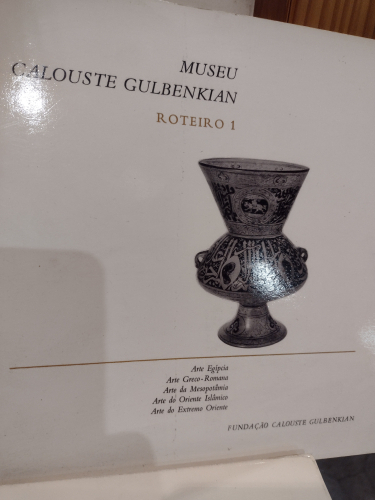 MUSEU
CALOUSTE GULBENKIAN
ROTEIRO 1
Arte Egípcia
Arte Greco-Romana
Arte da Mesopotâmia
Arte do Oriente Islâmico
Arte do Extremo Oriente
FUNDAÇÃO CALOUSTE GULBENKIAN